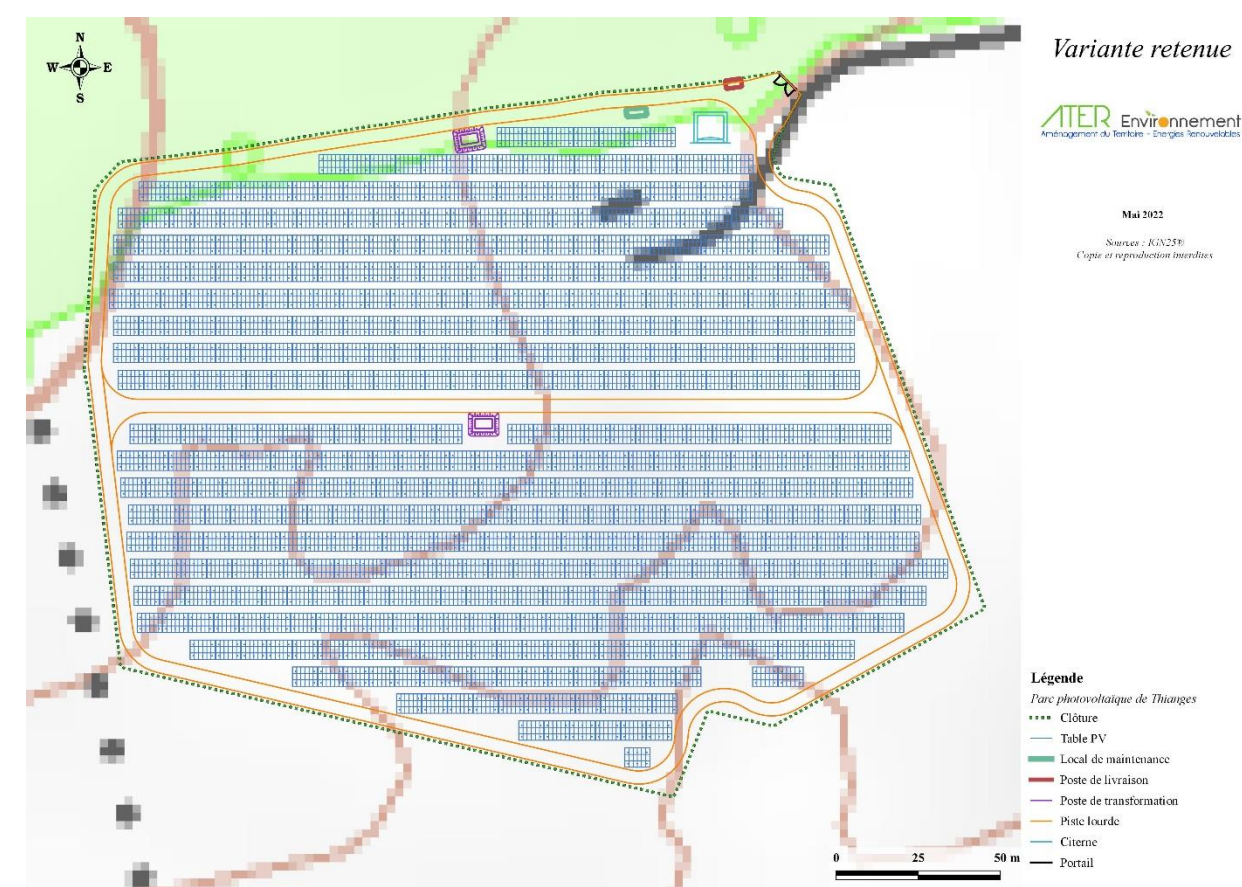 Variante retenue
N
W E
S
ATER Environnement
Aménagement du Territoire - Energies Renouvelables
Mai 2022
Sources : IGN25®
Copie et reproduction interdites
Légende
Parc photovoltaïque de Thianges
Clôture
Table PV
Local de maintenance
Poste de livraison
Poste de transformation
Piste lourde
Citerne
Portail
0 25 50 m